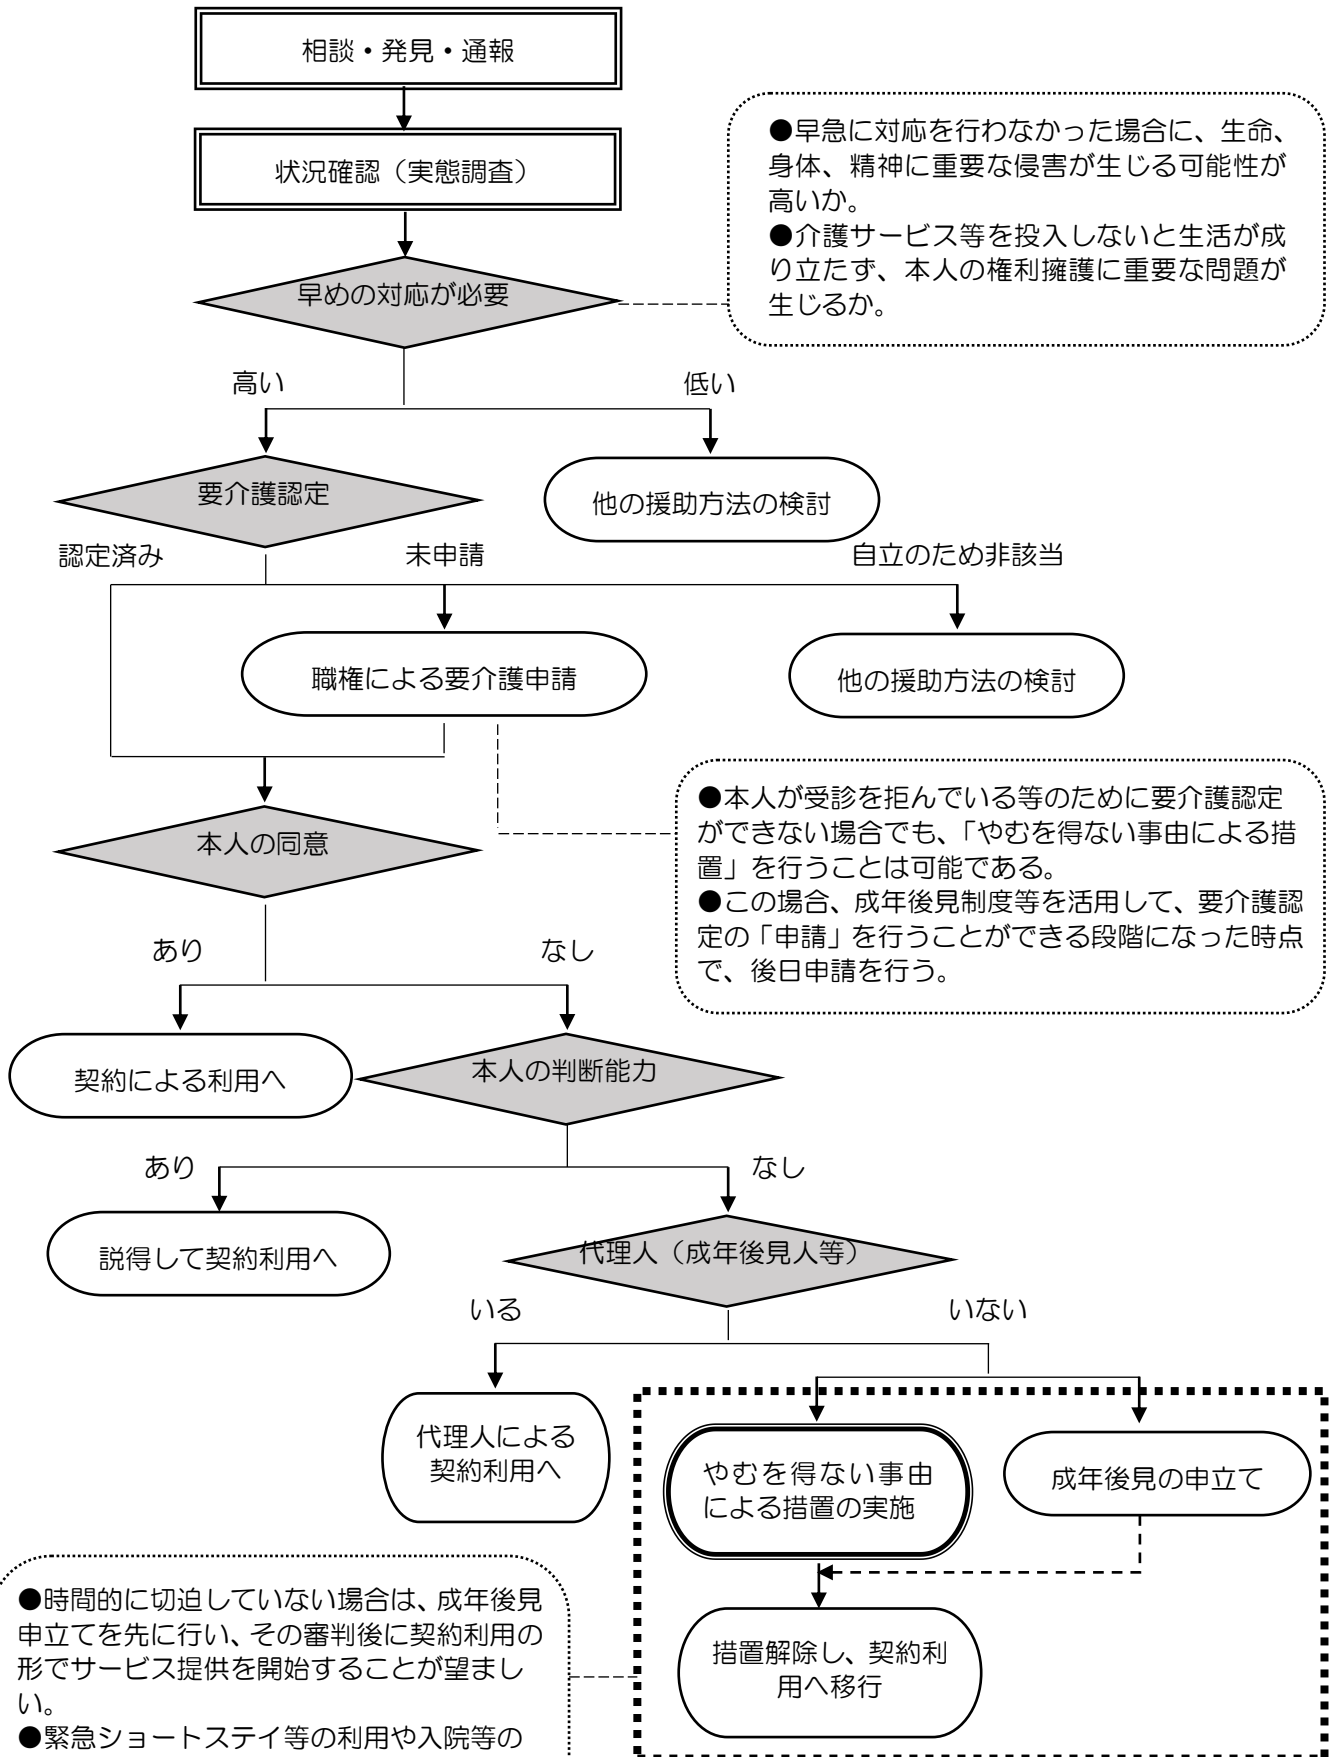 相談・発見・通報
状況確認（実態調査）
●早急に対応を行わなかった場合に、生命、
身体、精神に重要な侵害が生じる可能性が
高いか。
●介護サービス等を投入しないと生活が成
り立たず、本人の権利擁護に重要な問題が
生じるか。
早めの対応が必要
高い
低い
要介護認定
他の援助方法の検討
認定済み
未申請
自立のため非該当
職権による要介護申請
他の援助方法の検討
●本人が受診を拒んでいる等のために要介護認定
ができない場合でも、「やむを得ない事由による措
置」を行うことは可能である。
●この場合、成年後見制度等を活用して、要介護認
定の「申請」を行うことができる段階になった時点
で、後日申請を行う。
本人の同意
あり
なし
契約による利用へ
本人の判断能力
あり
なし
説得して契約利用へ
代理人（成年後見人等）
いる
いない
代理人による
契約利用へ
やむを得ない事由
による措置の実施
成年後見の申立て
措置解除し、契約利
用へ移行
●時間的に切迫していない場合は、成年後見
申立てを先に行い、その審判後に契約利用の
形でサービス提供を開始することが望まし
い。
●緊急ショートステイ等の利用や入院等の